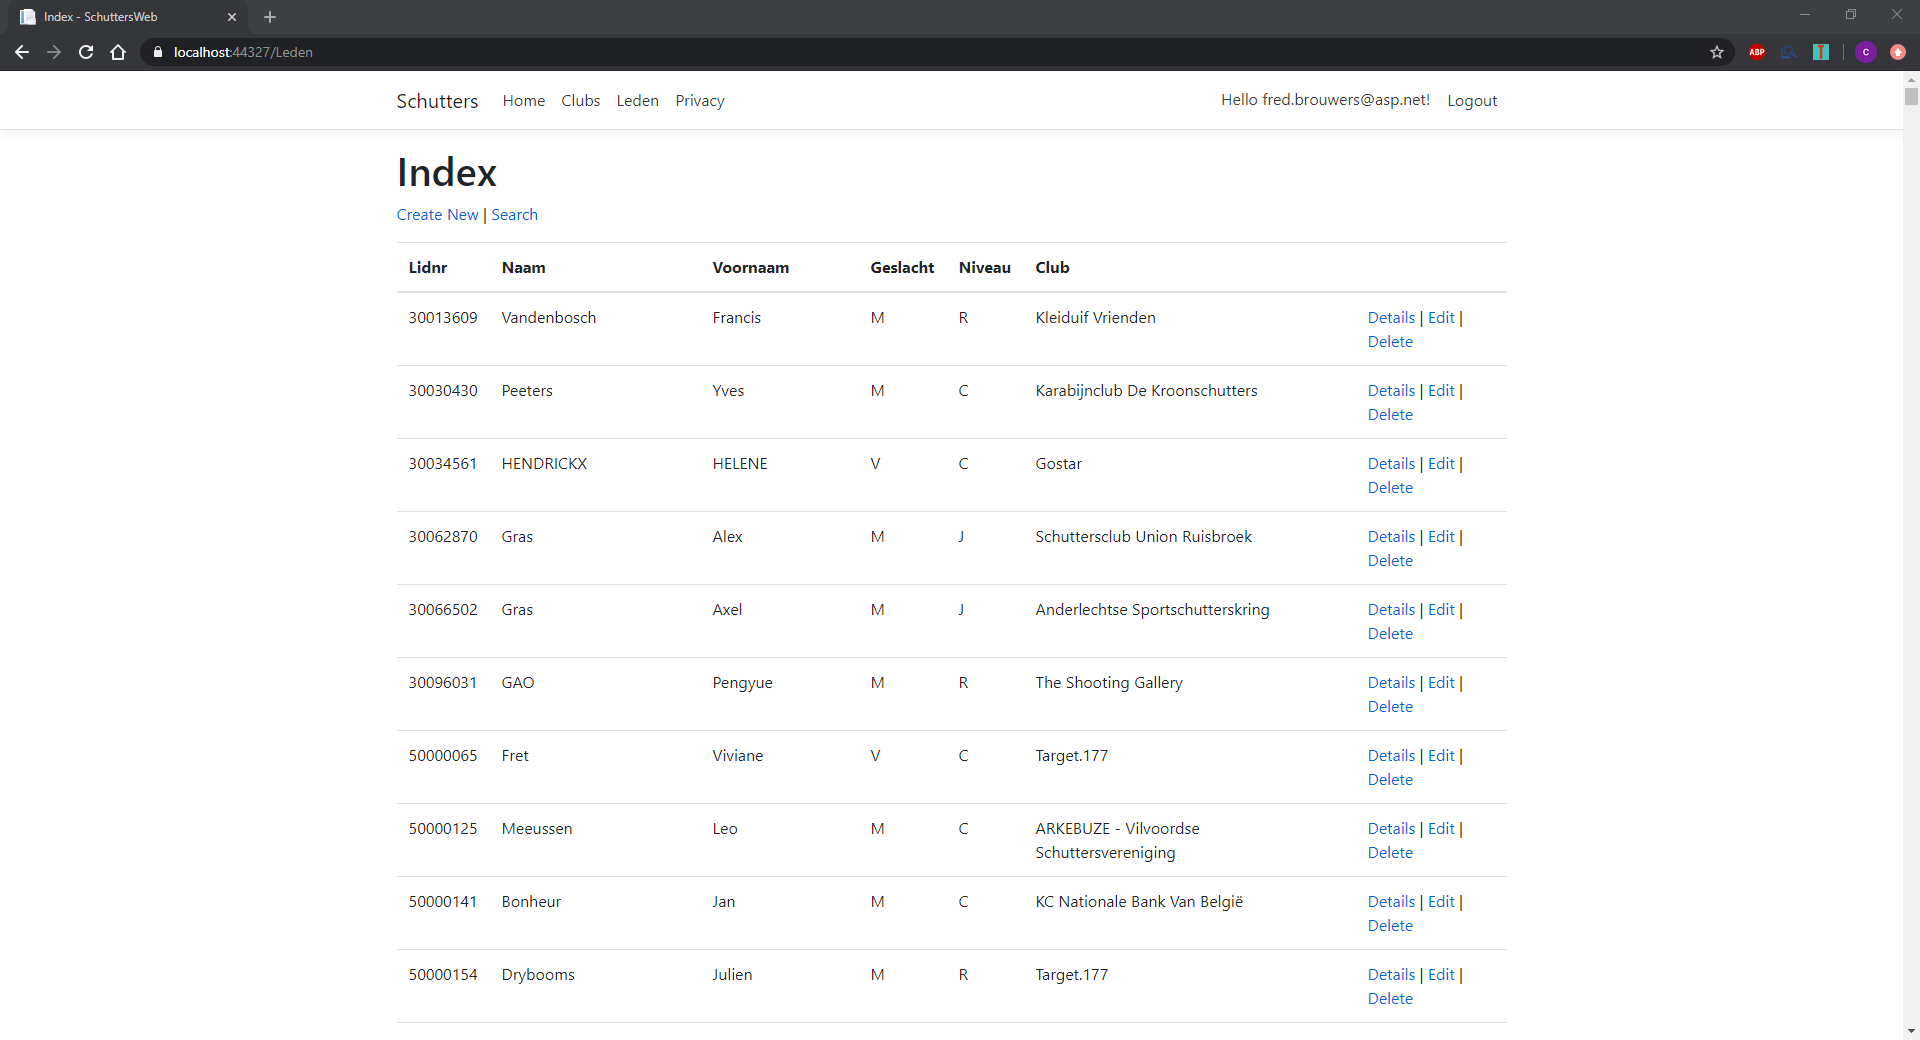 Index - SchuttersWeb
localhost:44327/Leden
ABP
C
Schutters Home Clubs Leden Privacy Hello fred.brouwers@asp.net! Logout
Index
Create New | Search
Lidnr Naam Voornaam Geslacht Niveau Club
30013609 Vandenbosch Francis M R Kleiduif Vrienden Details | Edit |
Delete
30030430 Peeters Yves M C Karabijnclub De Kroonschutters Details | Edit |
Delete
30034561 HENDRICKX HELENE V C Gostar Details | Edit |
Delete
30062870 Gras Alex M J Schuttersclub Union Ruisbroek Details | Edit |
Delete
30066502 Gras Axel M J Anderlechtse Sportschutterskring Details | Edit |
Delete
30096031 GAO Pengyue M R The Shooting Gallery Details | Edit |
Delete
50000065 Fret Viviane V C Target.177 Details | Edit |
Delete
50000125 Meeussen Leo M C ARKEBUZE - Vilvoordse Details | Edit |
Schuttersvereniging Delete
50000141 Bonheur Jan M C KC Nationale Bank Van België Details | Edit |
Delete
50000154 Drybooms Julien M R Target.177 Details | Edit |
Delete